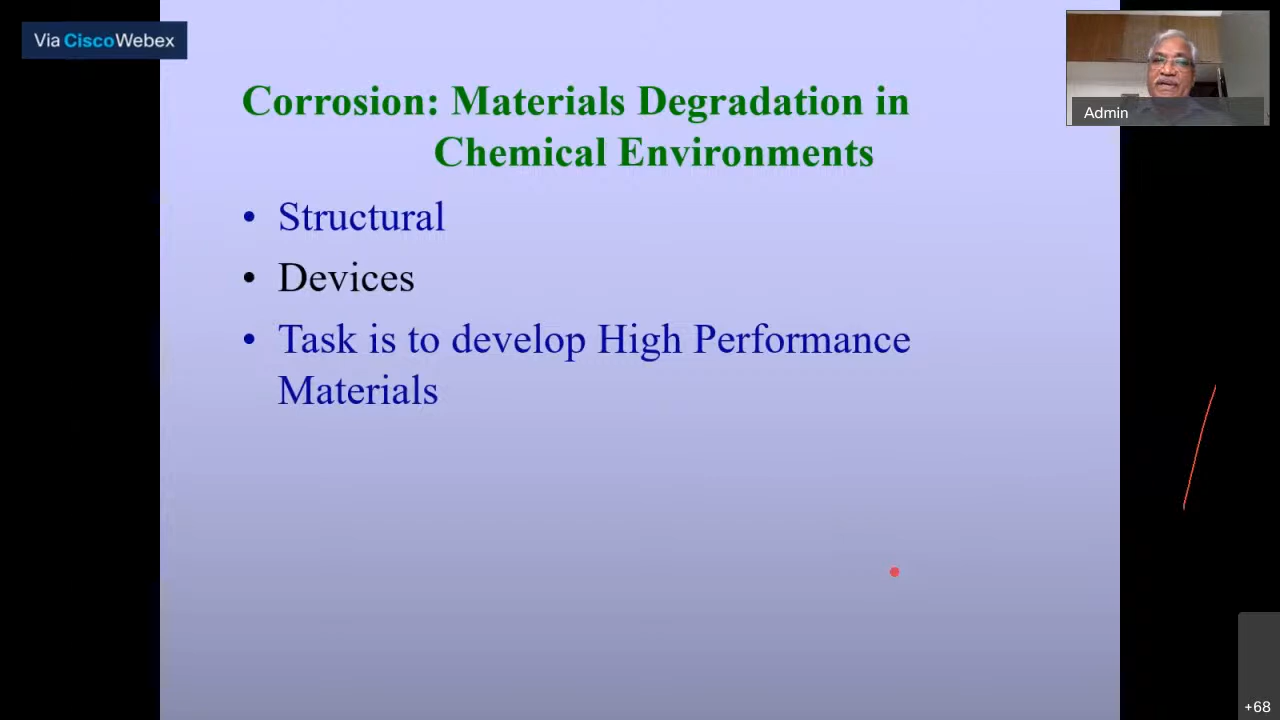 Via CiscoWebex
Admin
Corrosion: Materials Degradation in
Chemical Environments
• Structural
• Devices
• Task is to develop High Performance
Materials
+68